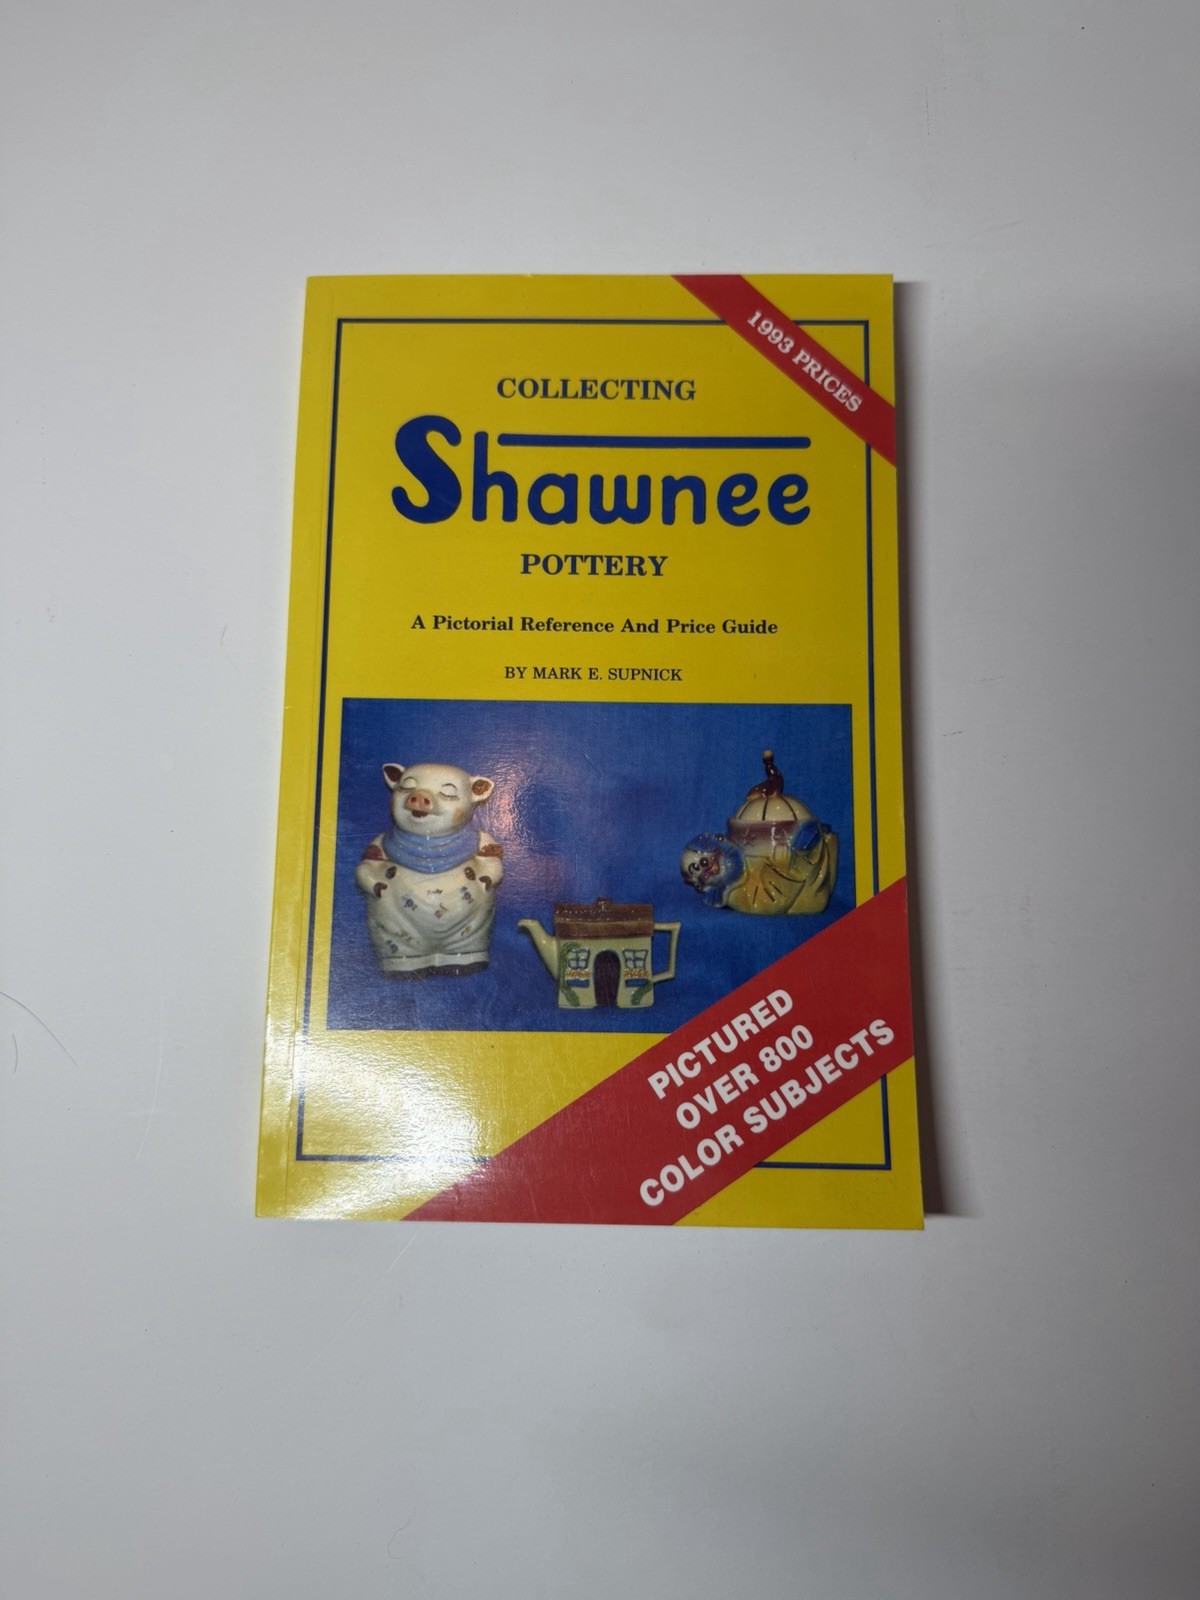 1993 PRICES
COLLECTING
Shawnee
POTTERY
A Pictorial Reference And Price Guide
BY MARK E. SUPNICK
PICTURED
OVER 800
COLOR SUBJECTS